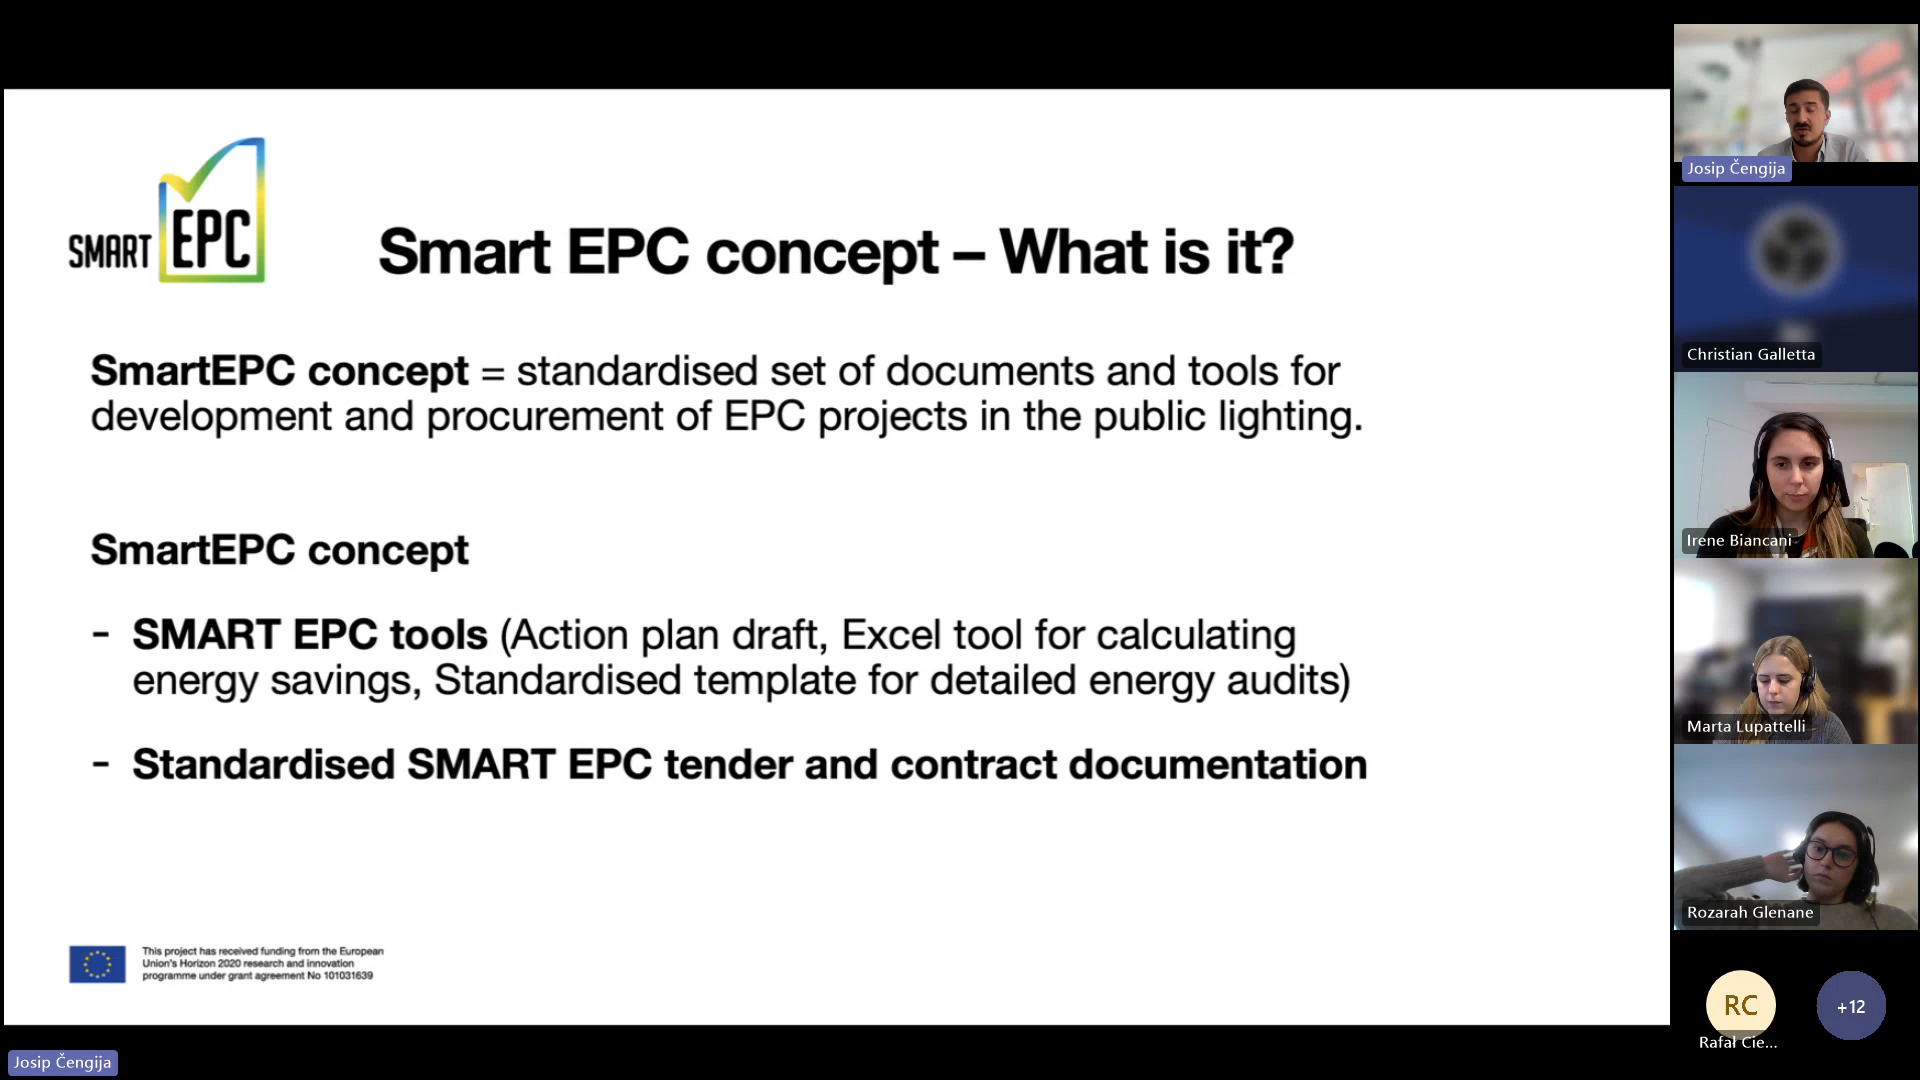 SMART EPC
Smart EPC concept – What is it?
SmartEPC concept = standardised set of documents and tools for
development and procurement of EPC projects in the public lighting.
SmartEPC concept
- SMART EPC tools (Action plan draft, Excel tool for calculating
energy savings, Standardised template for detailed energy audits)
- Standardised SMART EPC tender and contract documentation
This project has received funding from the European
Union's Horizon 2020 research and innovation
programme under grant agreement No 101031639
Josip Čengija
Josip Čengija
Christian Galletta
Irene Biancani
Marta Lupattelli
Rozarah Glenane
RC
+12
Rafał Cie...